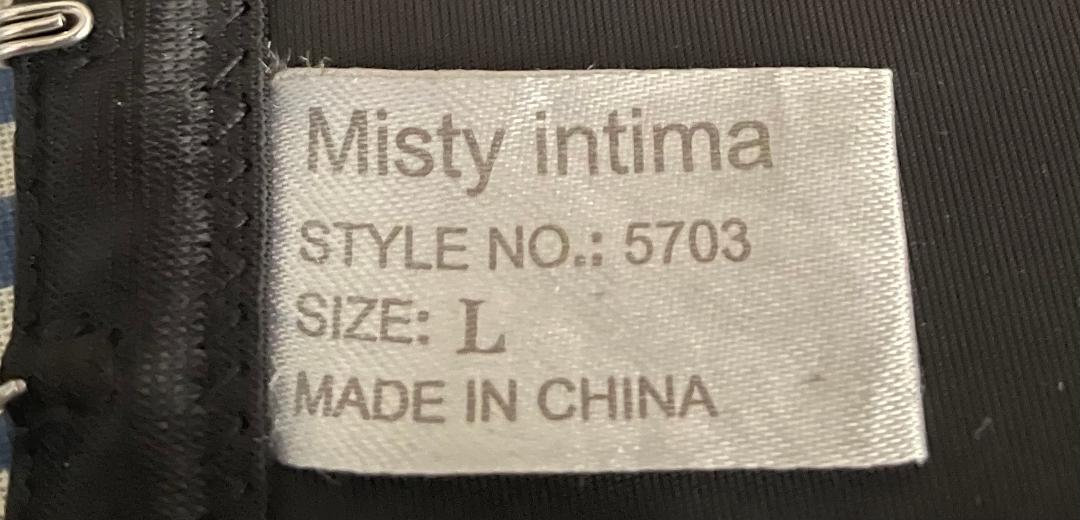 Misty intima
STYLE NO.: 5703
SIZE: L
MADE IN CHINA